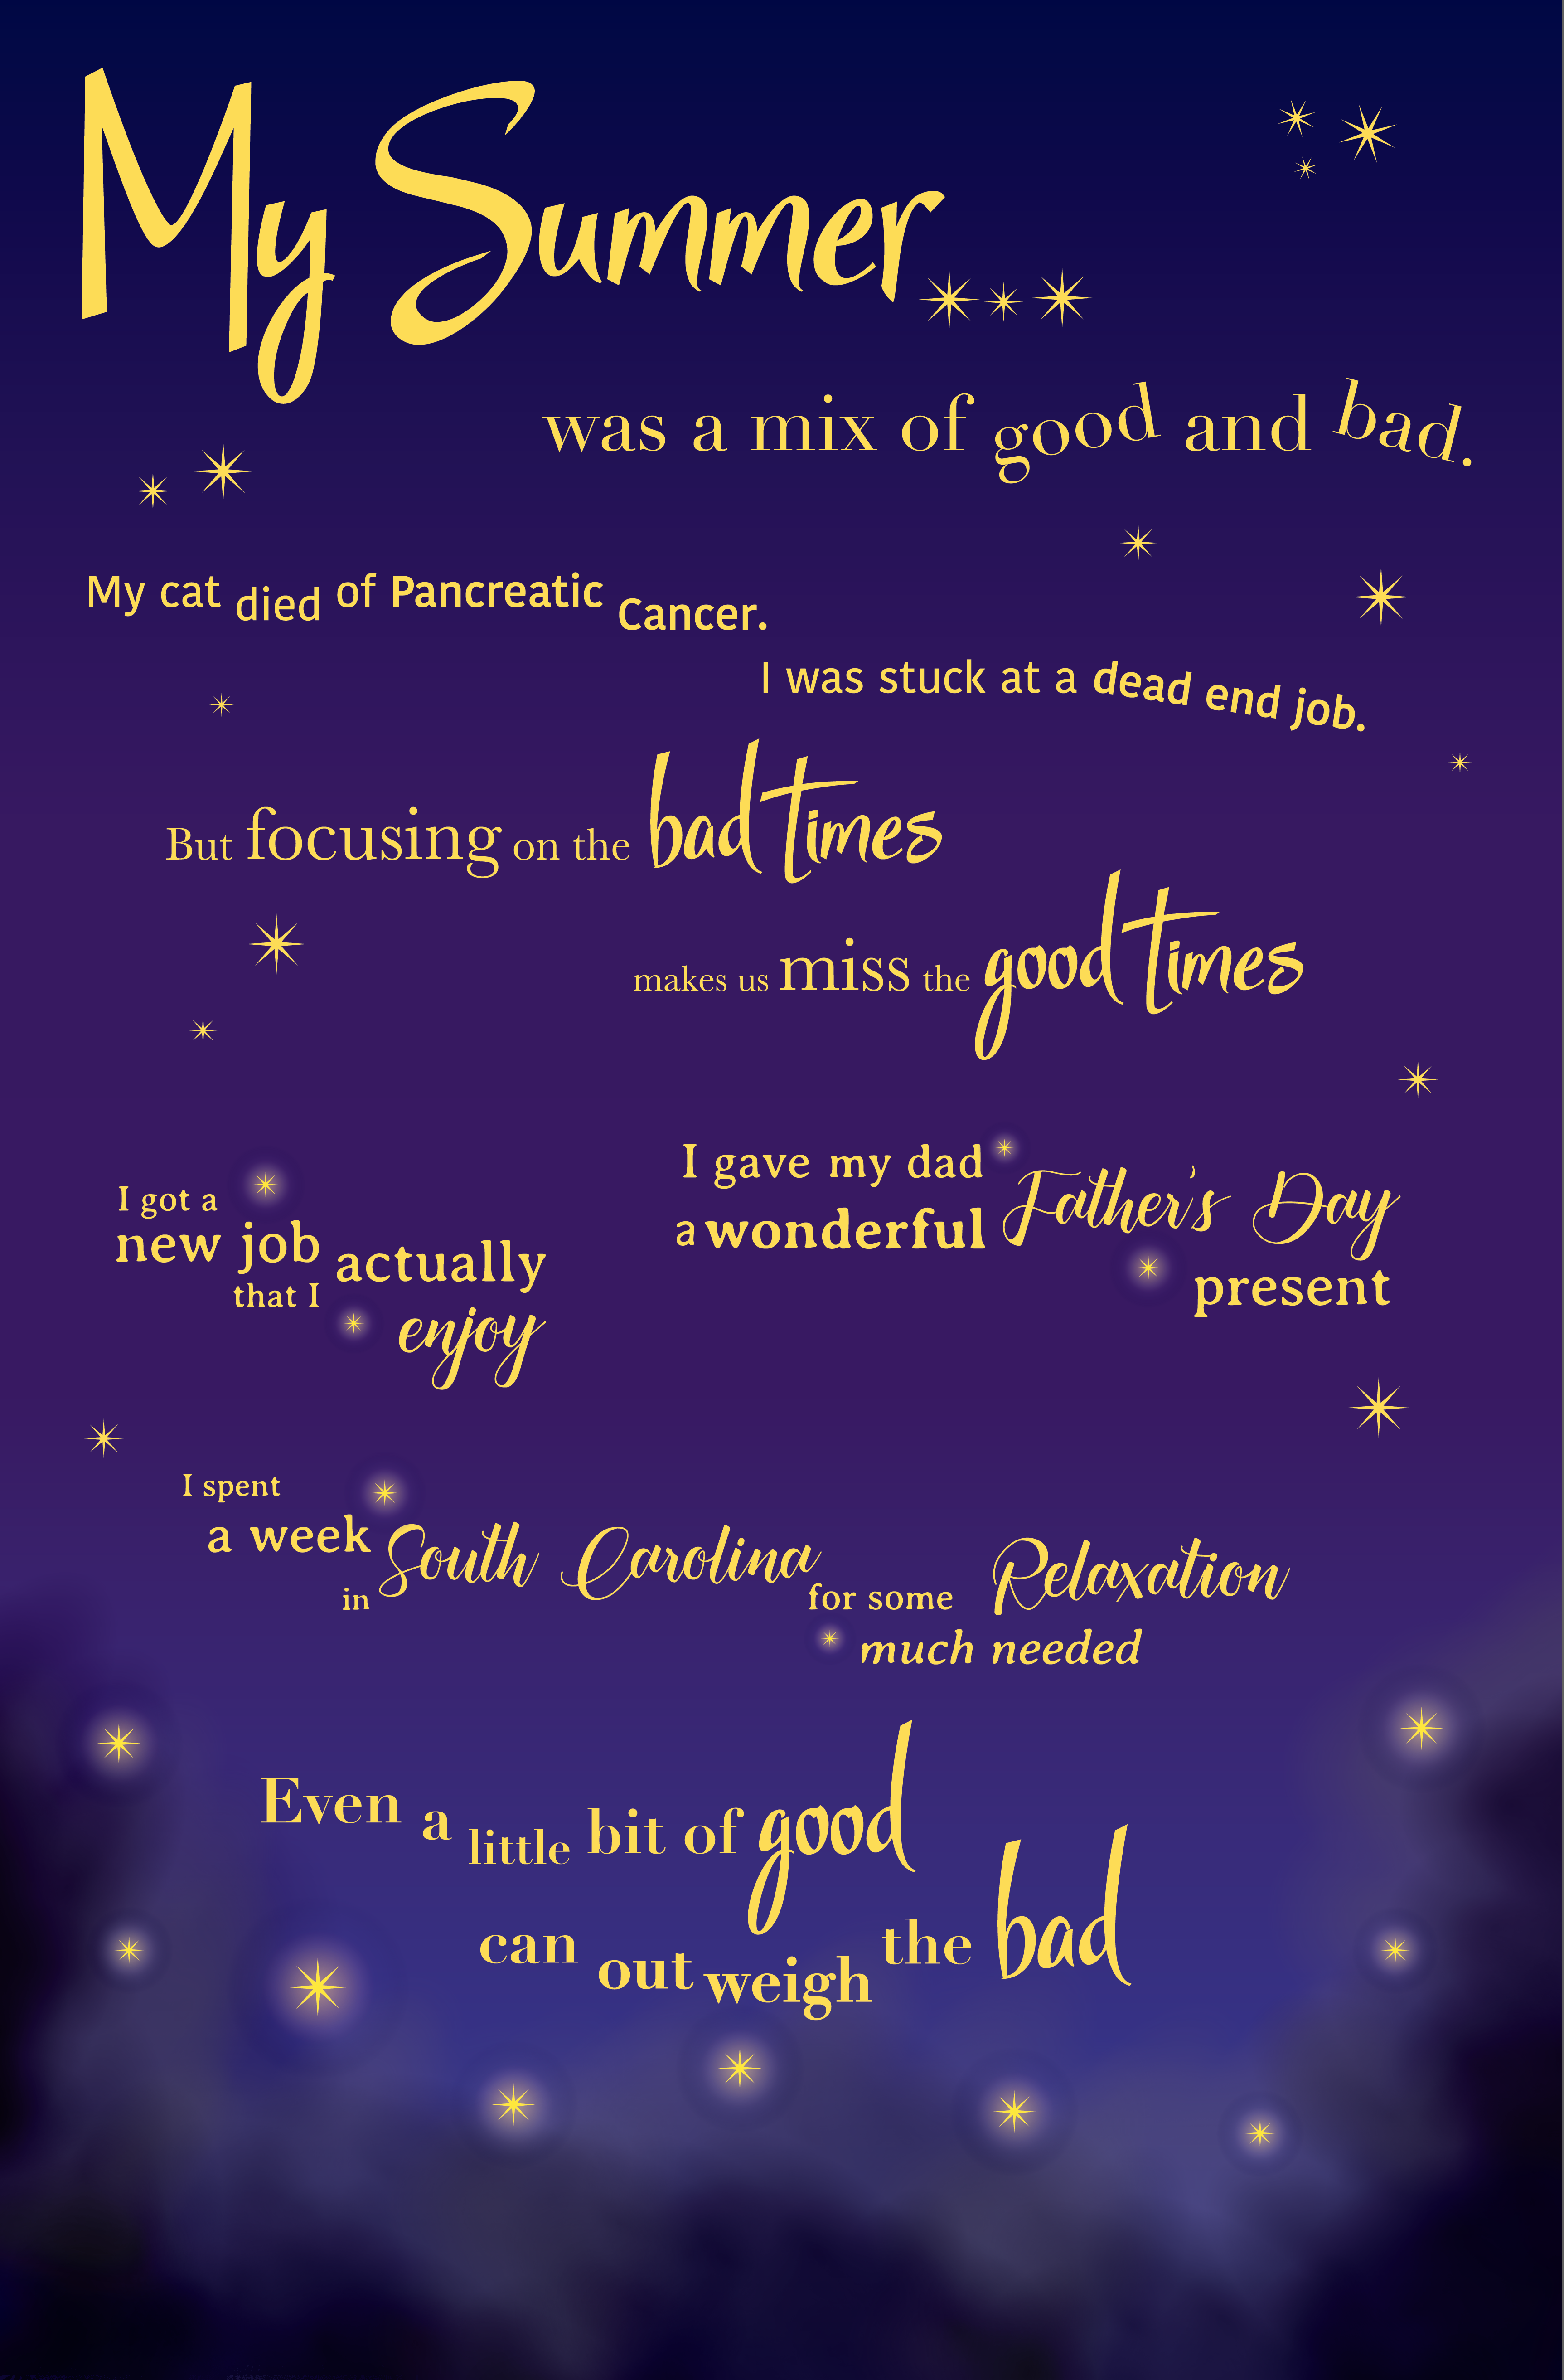 My Summer
was a mix of good and bad.
My cat died of Pancreatic Cancer.
I was stuck at a dead end job.
But focusing on the bad times
makes us miss the good times
I got a
new job
that I
actually
enjoy
I gave my dad
a wonderful Father's Day
present
I spent
a week
in South Carolina for some Relaxation
much needed
Even a little bit of good
can out weigh the bad